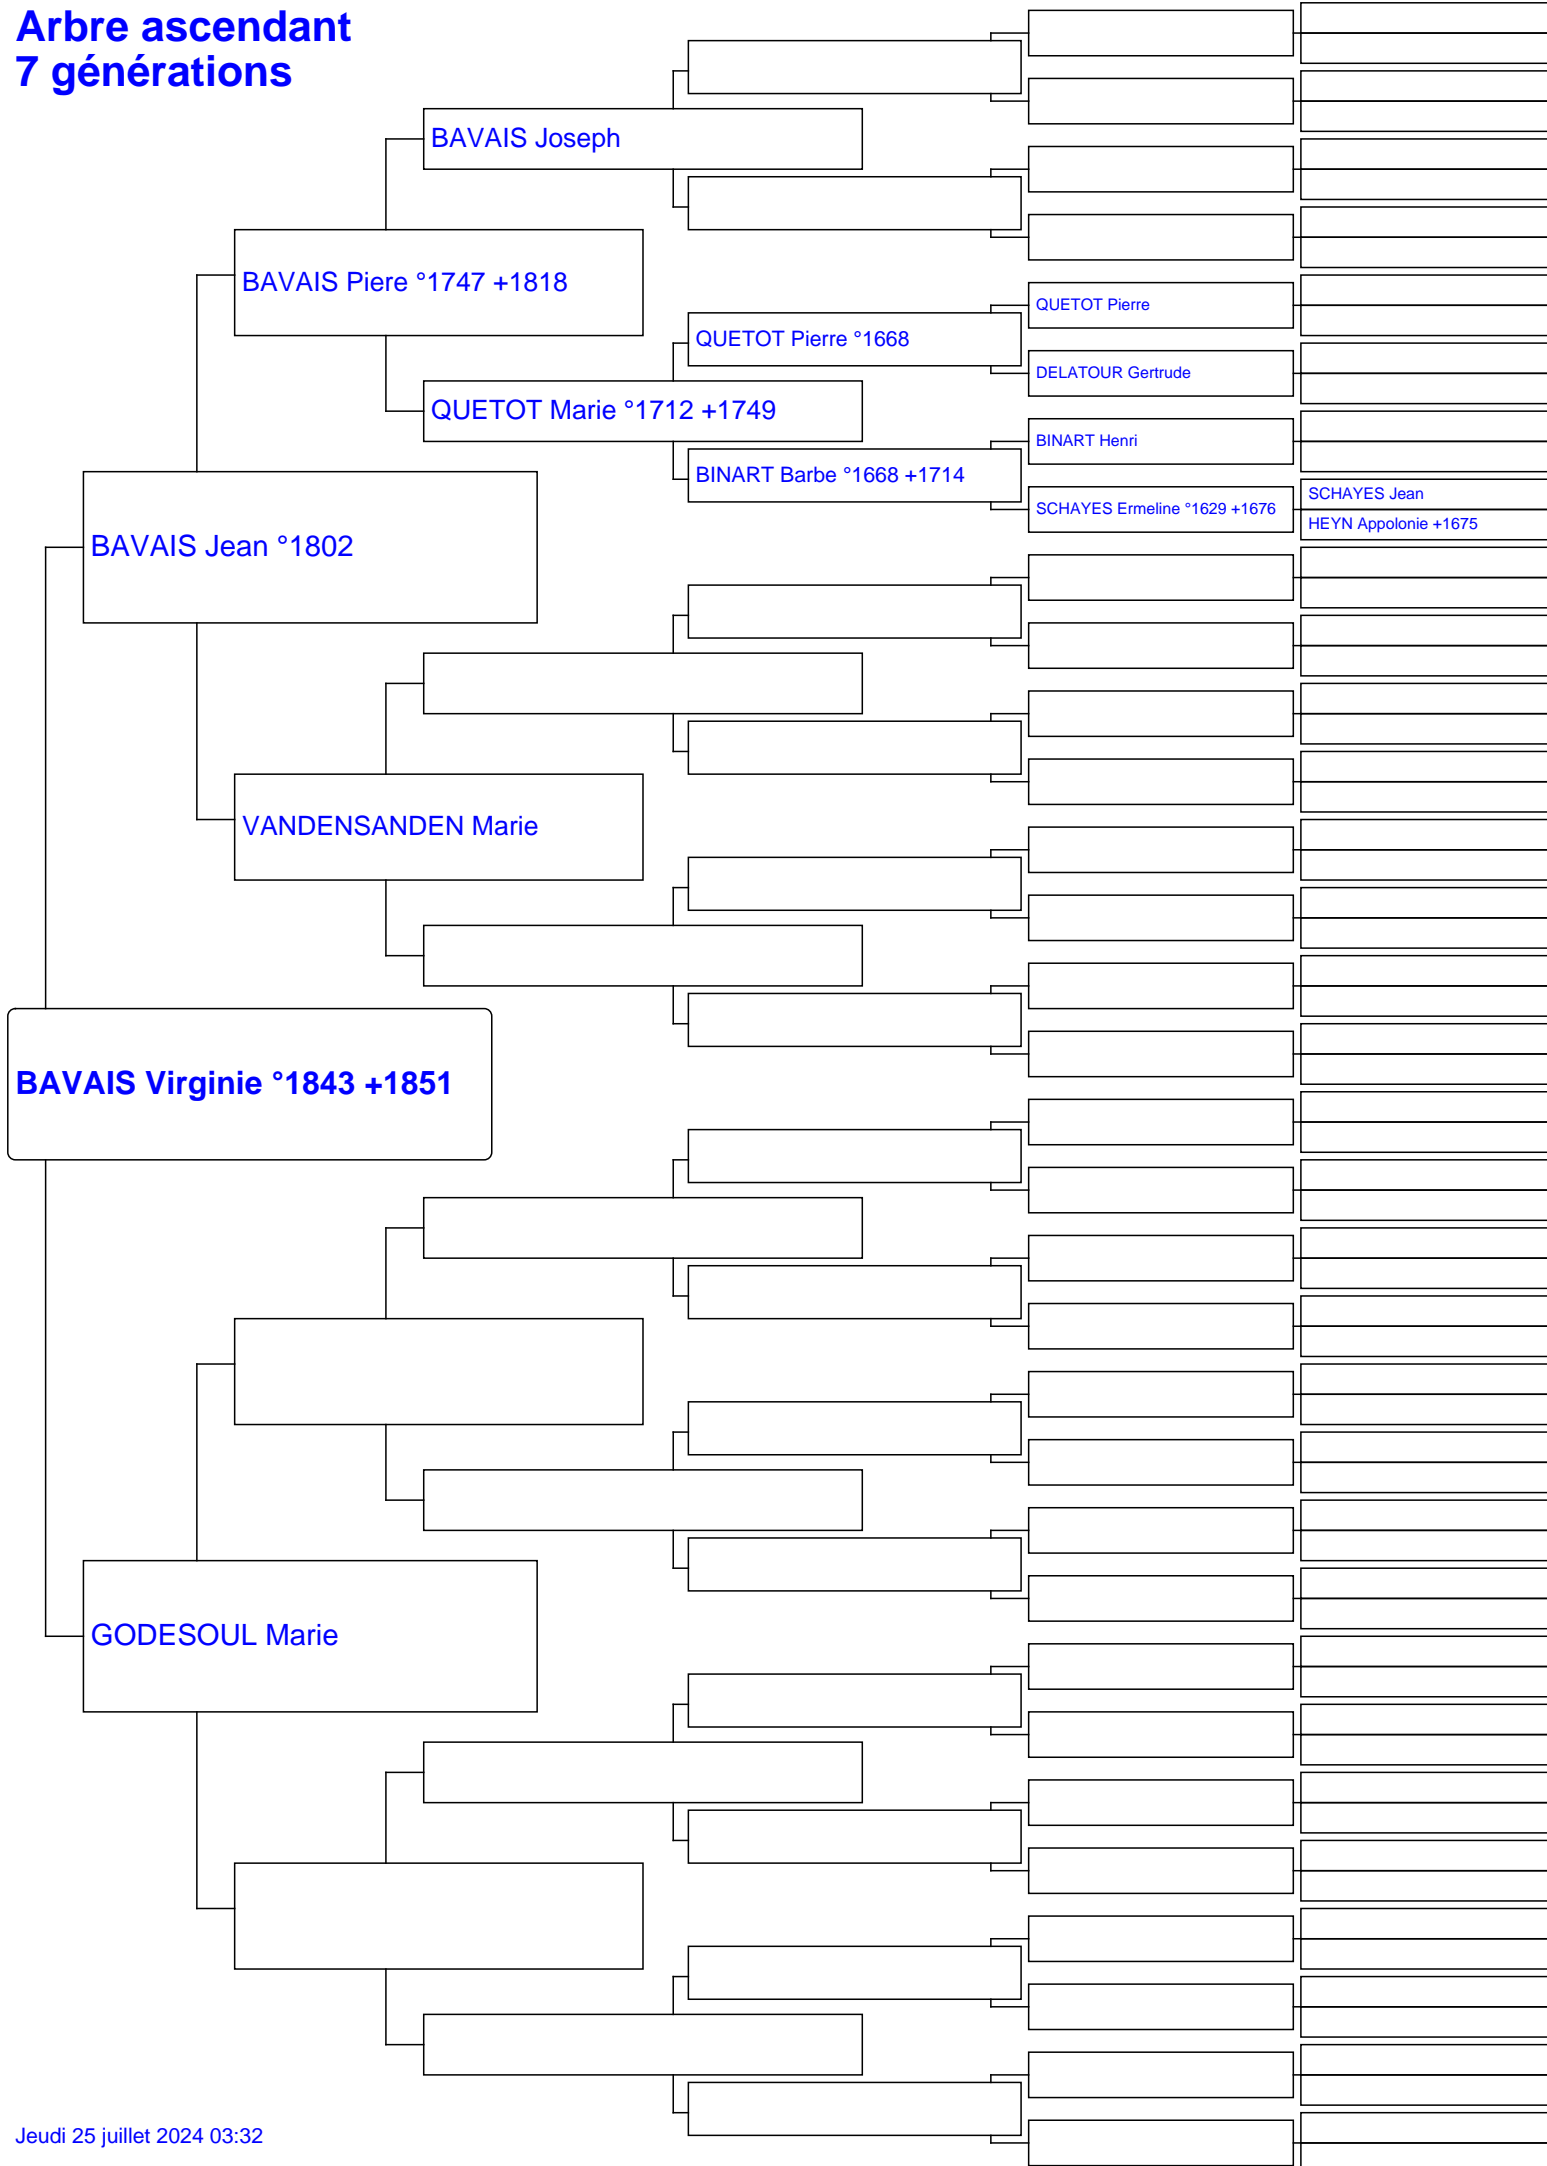 Arbre ascendant
7 générations
BAVAIS Joseph
BAVAIS Piere °1747 +1818
QUETOT Pierre
QUETOT Pierre °1668
DELATOUR Gertrude
QUETOT Marie °1712 +1749
BINART Henri
BINART Barbe °1668 +1714
SCHAYES Jean
SCHAYES Ermeline °1629 +1676
HEYN Appolonie +1675
BAVAIS Jean °1802
VANDENSANDEN Marie
BAVAIS Virginie °1843 +1851
GODESOUL Marie
Jeudi 25 juillet 2024 03:32